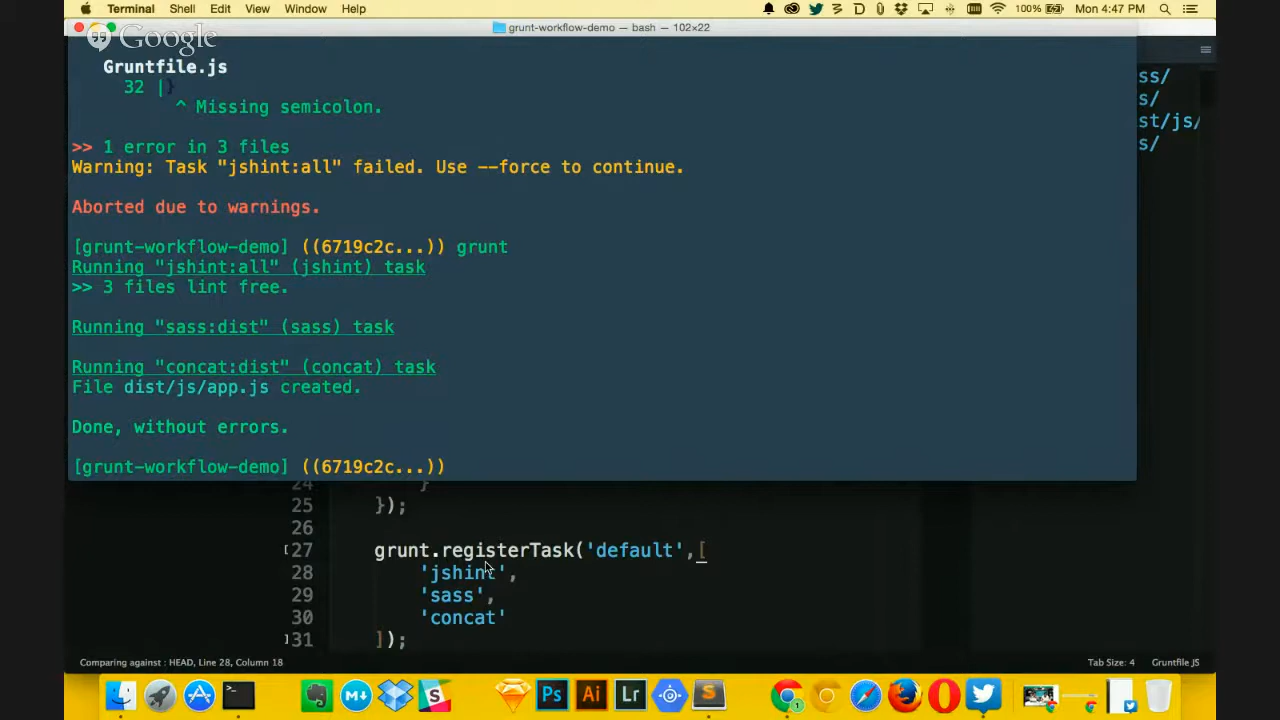 Terminal Shell Edit View Window Help
100% Mon 4:47 PM
grunt-workflow-demo — bash — 102×22
Google
Gruntfile.js
32 |}
^ Missing semicolon.
>> 1 error in 3 files
Warning: Task "jshint:all" failed. Use --force to continue.
Aborted due to warnings.
[grunt-workflow-demo] ((6719c2c...)) grunt
Running "jshint:all" (jshint) task
>> 3 files lint free.
Running "sass:dist" (sass) task
Running "concat:dist" (concat) task
File dist/js/app.js created.
Done, without errors.
[grunt-workflow-demo] ((6719c2c...))
ss/
s/
st/js/
s/
24 }
25 });
26
27 grunt.registerTask('default',[
28 'jshint',
29 'sass',
30 'concat'
31 ]);
Comparing against : HEAD, Line 28, Column 18
Tab Size: 4 Gruntfile JS
>_
M↓
Ps
Ai
Lr
S
1